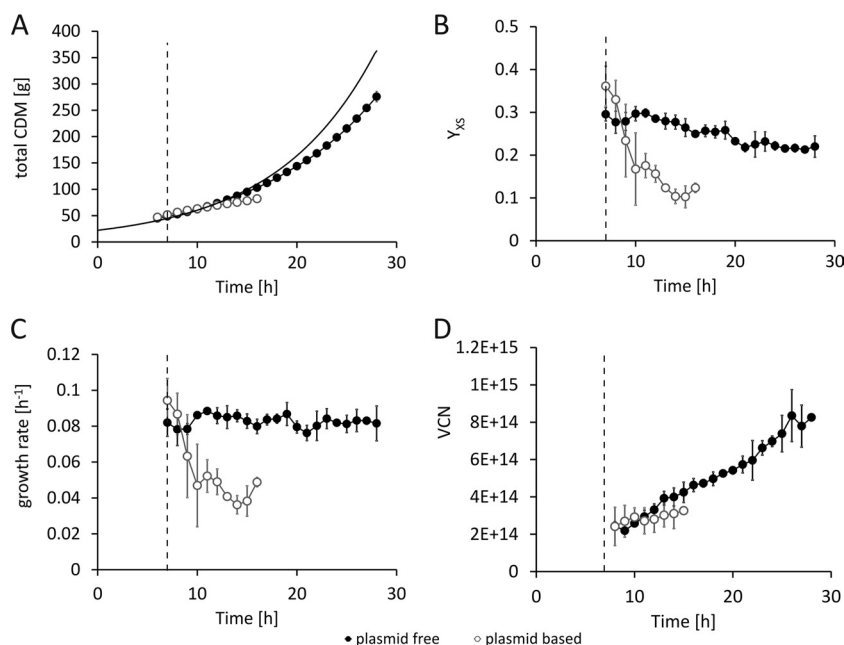 A
total CDM [g]
400
350
300
250
200
150
100
50
0
0 10 20 30
Time [h]
B
YXS
0.5
0.4
0.3
0.2
0.1
0
0 10 20 30
Time [h]
C
growth rate [h-1]
0.12
0.1
0.08
0.06
0.04
0.02
0
0 10 20 30
Time [h]
D
VCN
1.2E+15
1E+15
8E+14
6E+14
4E+14
2E+14
0
0 10 20 30
Time [h]
plasmid free plasmid based